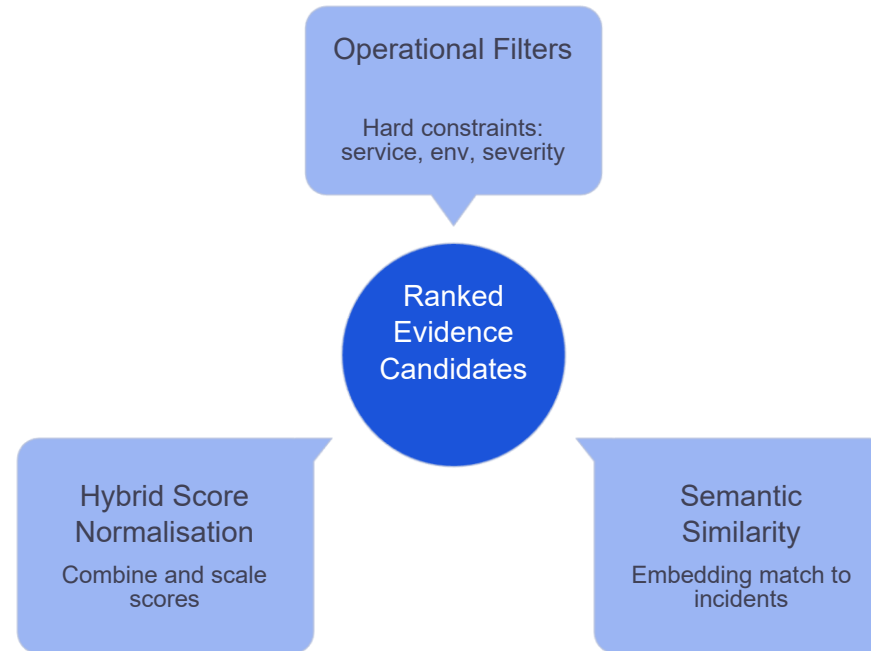 Operational Filters
Hard constraints:
service, env, severity
Ranked
Evidence
Candidates
Hybrid Score
Normalisation
Combine and scale
scores
Semantic
Similarity
Embedding match to
incidents